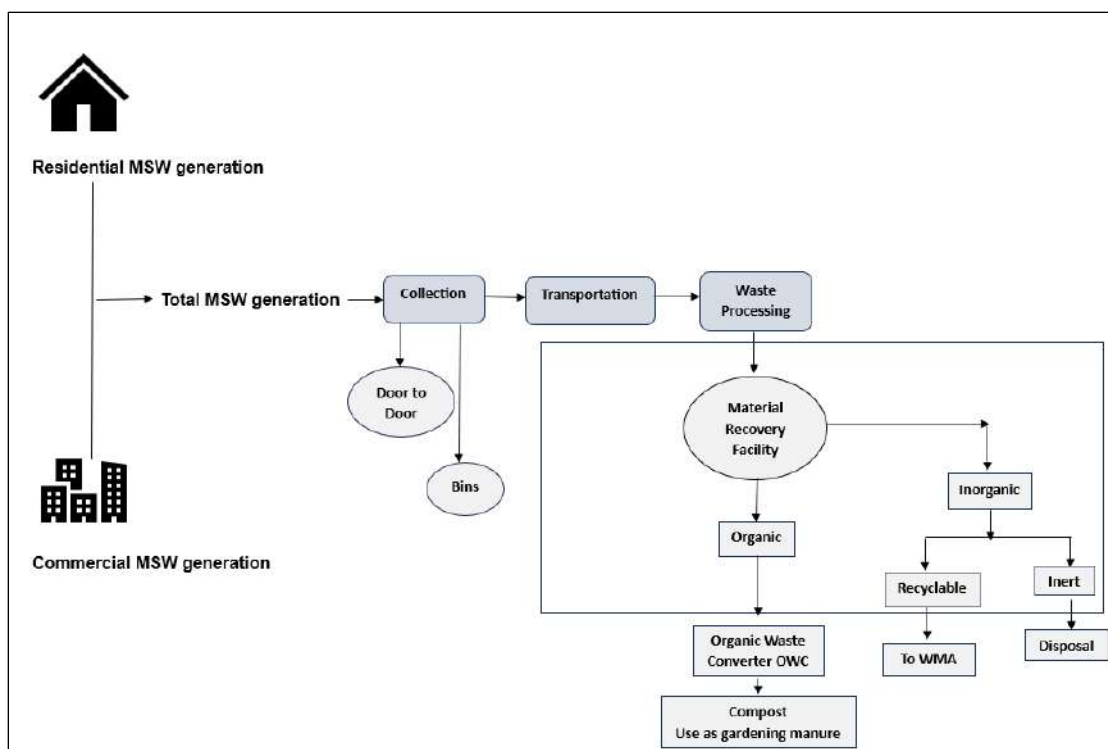 Residential MSW generation
Total MSW generation
Collection
Transportation
Waste
Processing
Door to
Door
Bins
Material
Recovery
Facility
Inorganic
Organic
Recyclable
Inert
Commercial MSW generation
Organic Waste
Converter OWC
To WMA
Disposal
Compost
Use as gardening manure